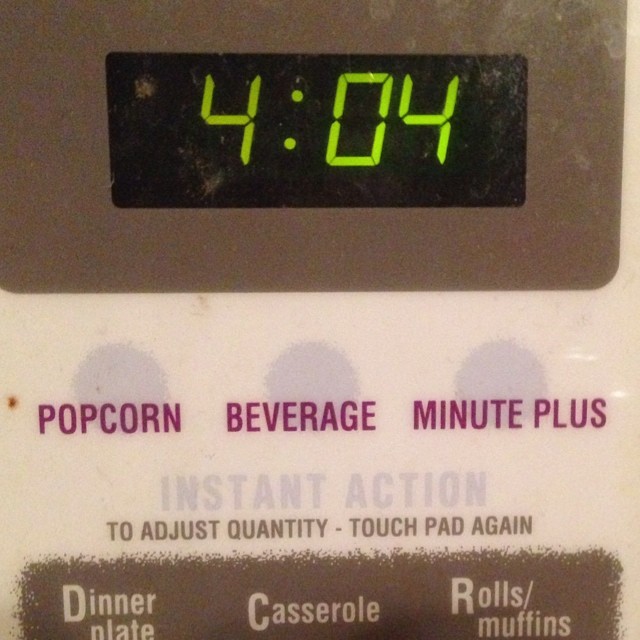 4:04
POPCORN BEVERAGE MINUTE PLUS
INSTANT ACTION
TO ADJUST QUANTITY - TOUCH PAD AGAIN
Dinner plate Casserole Rolls/ muffins